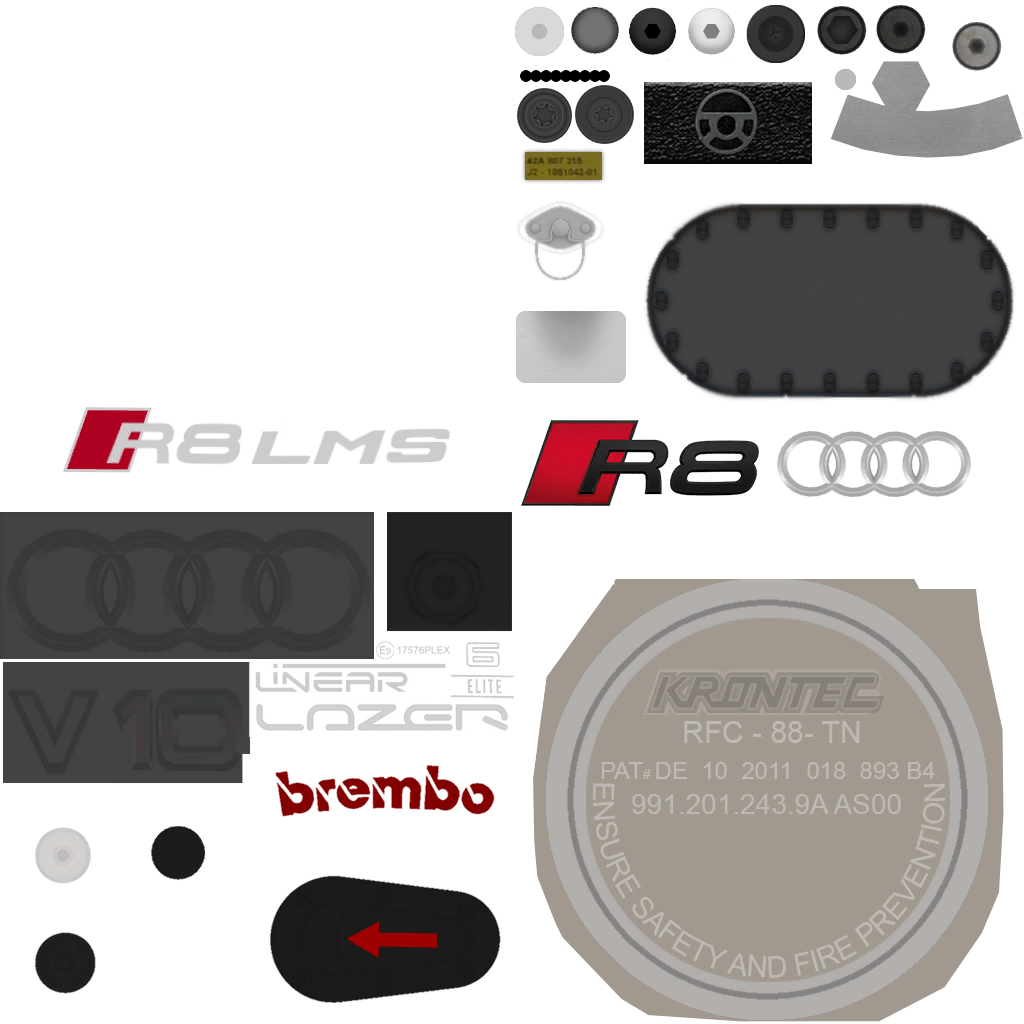 42A 807 215
J2 - 1081043-01
R8 LMS
R8
E9 17576PLEX
LINEAR
6
ELITE
LAZER
V10
brembo
KRONTEC
RFC - 88- TN
PAT# DE 10 2011 018 893 B4
991.201.243.9A AS00
ENSURE SAFETY AND FIRE PREVENTION